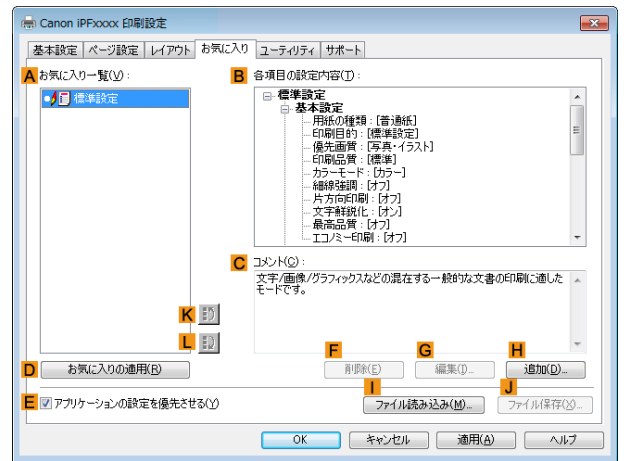 Canon iPFxxxx 印刷設定
基本設定 ページ設定 レイアウト お気に入り ユーティリティ サポート
A お気に入り一覧(V):
標準設定
B 各項目の設定内容(T):
標準設定
基本設定
用紙の種類:[普通紙]
印刷目的:[標準設定]
優先画質:[写真・イラスト]
印刷品質:[標準]
カラーモード:[カラー]
細線強調:[オフ]
片方向印刷:[オフ]
文字鮮鋭化:[オン]
最高品質:[オフ]
エコノミー印刷:[オフ]
C コメント(C):
文字/画像/グラフィックスなどの混在する一般的な文書の印刷に適した
モードです。
K
L
D お気に入りの適用(R)
F 削除(E)
G 編集(I)...
H 追加(D)...
E アプリケーションの設定を優先させる(Y)
I ファイル読み込み(M)...
J ファイル保存(X)...
OK キャンセル 適用(A) ヘルプ